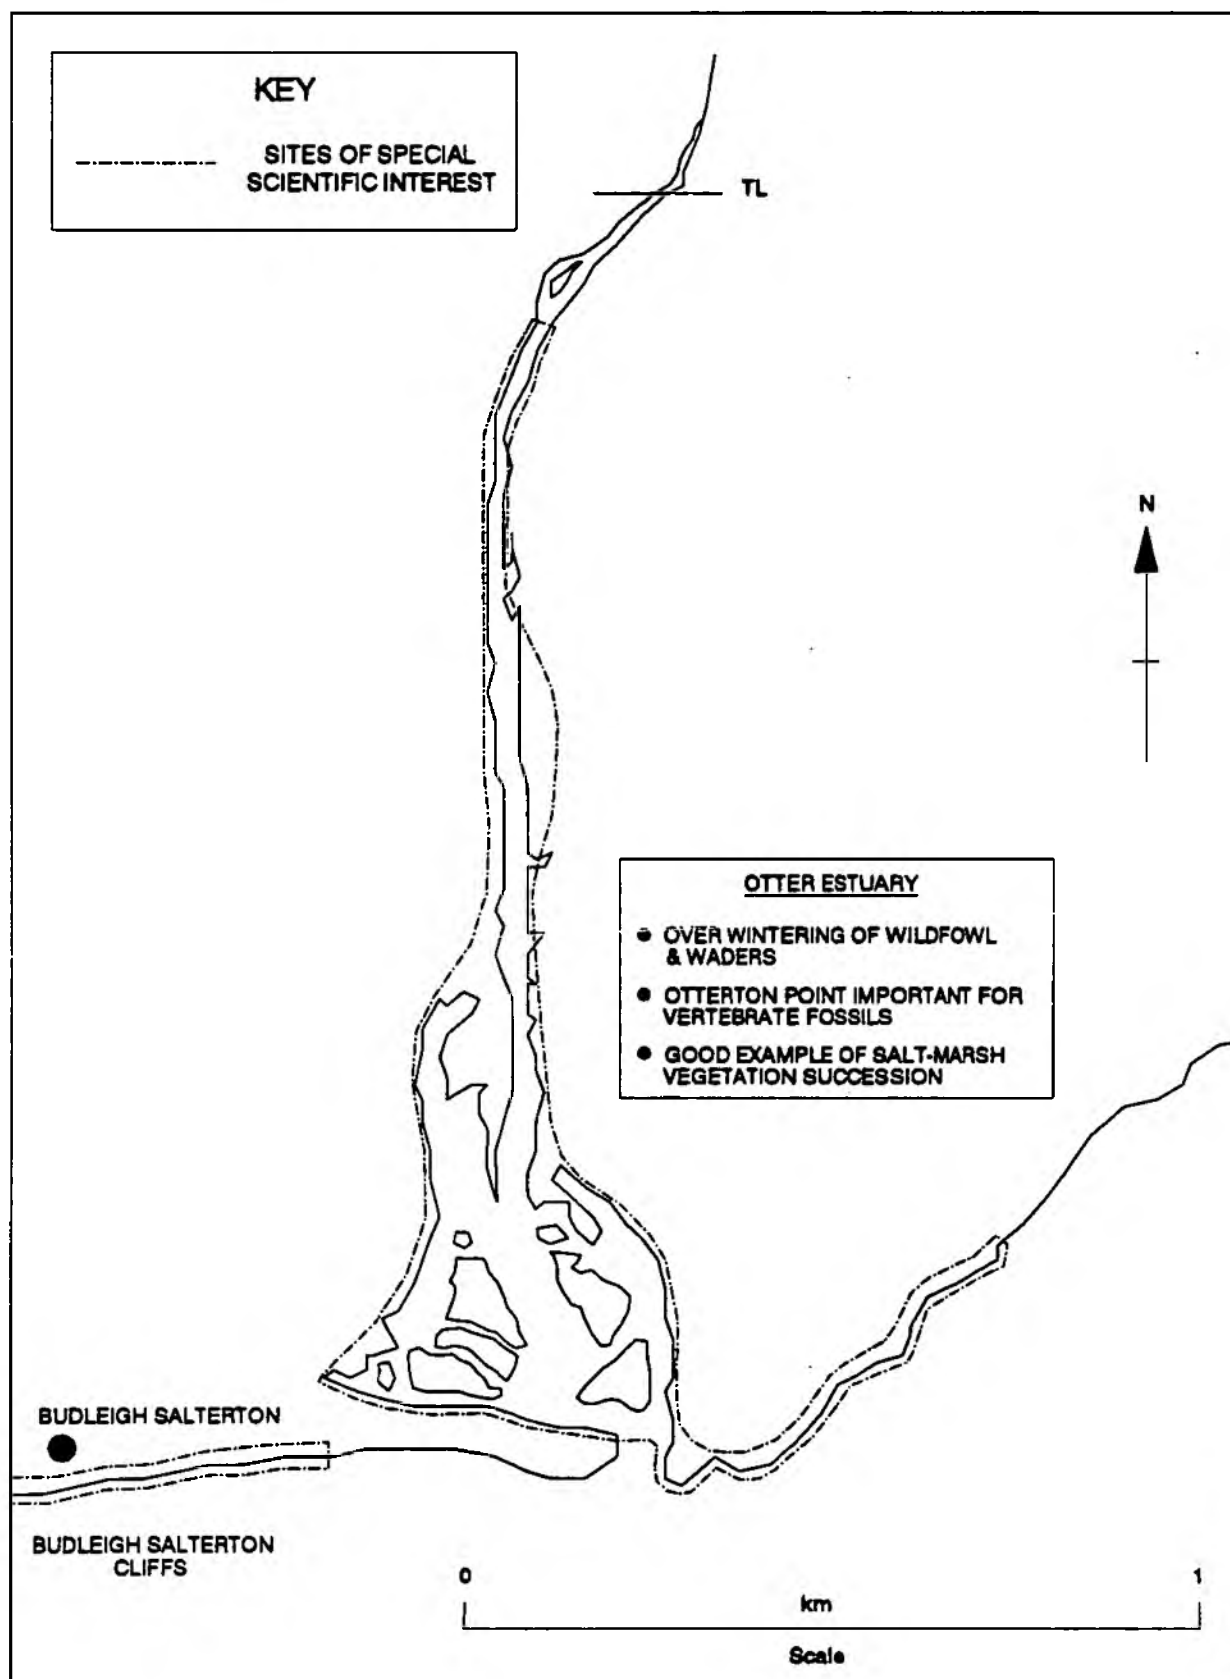 KEY
SITES OF SPECIAL
SCIENTIFIC INTEREST
TL
N
OTTER ESTUARY
● OVER WINTERING OF WILDFOWL
& WADERS
● OTTERTON POINT IMPORTANT FOR
VERTEBRATE FOSSILS
● GOOD EXAMPLE OF SALT-MARSH
VEGETATION SUCCESSION
BUDLEIGH SALTERTON
BUDLEIGH SALTERTON
CLIFFS
0 1
km
Scale